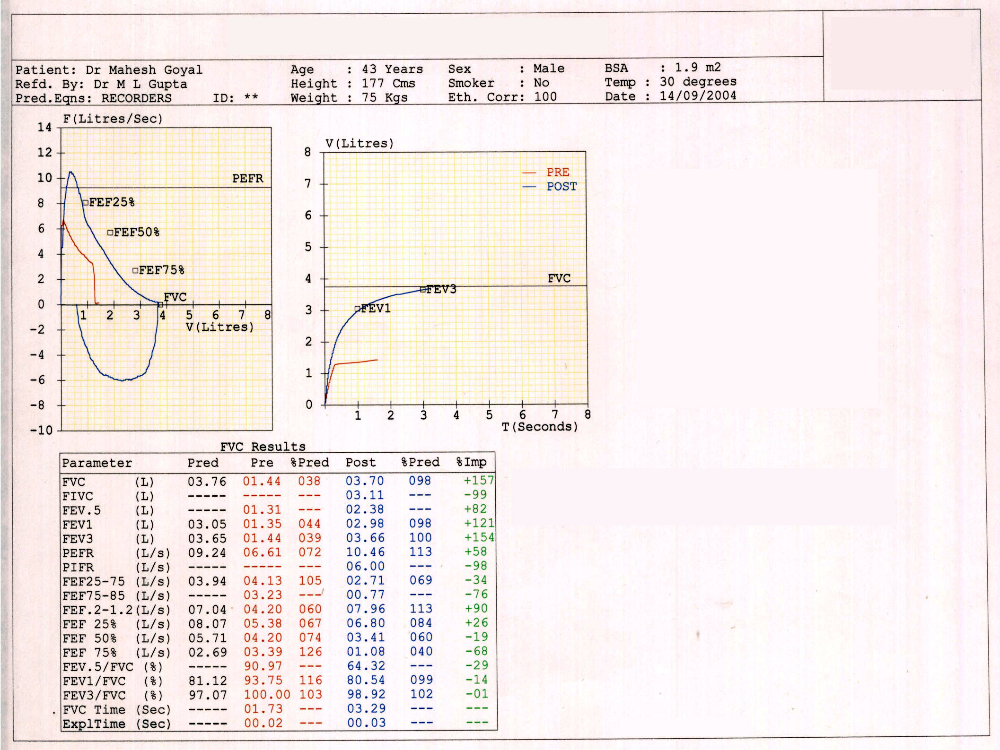 Patient: Dr Mahesh Goyal Age : 43 Years Sex : Male BSA : 1.9 m2
Refd. By: Dr M L Gupta Height : 177 Cms Smoker : No Temp : 30 degrees
Pred.Eqns: RECORDERS ID: ** Weight : 75 Kgs Eth. Corr: 100 Date : 14/09/2004
F(Litres/Sec)
14
12
10
8
6
4
2
0
-2
-4
-6
-8
-10
PEFR
FEF25%
FEF50%
FEF75%
FVC
1 2 3 4 5 6 7 8
V(Litres)
V(Litres)
8
7
6
5
4
3
2
1
0
PRE
POST
FVC
FEV3
FEV1
1 2 3 4 5 6 7 8
T(Seconds)
FVC Results
Parameter Pred Pre %Pred Post %Pred %Imp
FVC (L) 03.76 01.44 038 03.70 098 +157
FIVC (L) ----- ----- --- 03.11 --- -99
FEV.5 (L) ----- 01.31 --- 02.38 --- +82
FEV1 (L) 03.05 01.35 044 02.98 098 +121
FEV3 (L) 03.65 01.44 039 03.66 100 +154
PEFR (L/s) 09.24 06.61 072 10.46 113 +58
PIFR (L/s) ----- ----- --- 06.00 --- -98
FEF25-75 (L/s) 03.94 04.13 105 02.71 069 -34
FEF75-85 (L/s) ----- 03.23 --- 00.77 --- -76
FEF.2-1.2(L/s) 07.04 04.20 060 07.96 113 +90
FEF 25% (L/s) 08.07 05.38 067 06.80 084 +26
FEF 50% (L/s) 05.71 04.20 074 03.41 060 -19
FEF 75% (L/s) 02.69 03.39 126 01.08 040 -68
FEV.5/FVC (%) ----- 90.97 --- 64.32 --- -29
FEV1/FVC (%) 81.12 93.75 116 80.54 099 -14
FEV3/FVC (%) 97.07 100.00 103 98.92 102 -01
FVC Time (Sec) ----- 01.73 --- 03.29 --- ---
ExplTime (Sec) ----- 00.02 --- 00.03 --- ---